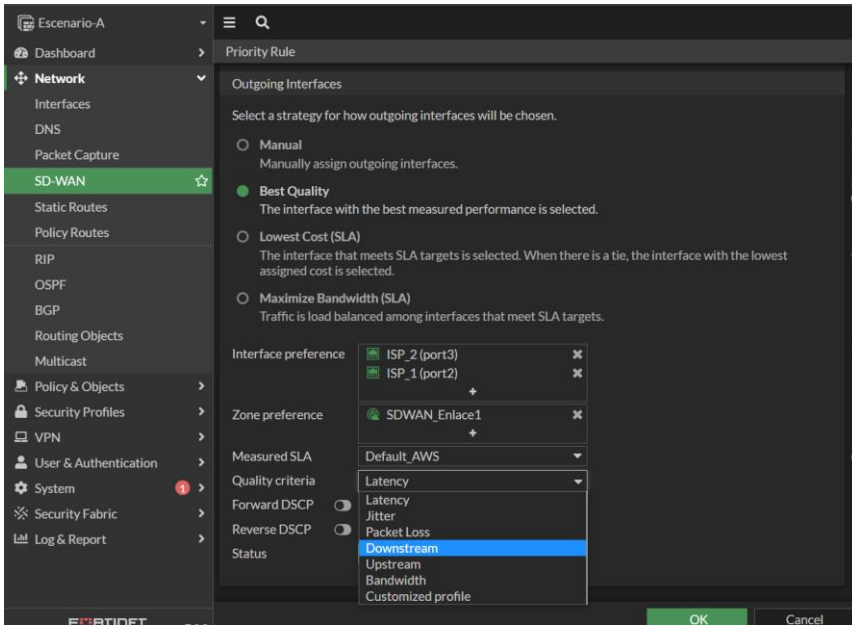 Escenario-A
Dashboard
Network
Interfaces
DNS
Packet Capture
SD-WAN
Static Routes
Policy Routes
RIP
OSPF
BGP
Routing Objects
Multicast
Policy & Objects
Security Profiles
VPN
User & Authentication
System 1
Security Fabric
Log & Report
Priority Rule
Outgoing Interfaces
Select a strategy for how outgoing interfaces will be chosen.
Manual
Manually assign outgoing interfaces.
Best Quality
The interface with the best measured performance is selected.
Lowest Cost (SLA)
The interface that meets SLA targets is selected. When there is a tie, the interface with the lowest
assigned cost is selected.
Maximize Bandwidth (SLA)
Traffic is load balanced among interfaces that meet SLA targets.
Interface preference ISP_2 (port3)
ISP_1 (port2)
+
Zone preference SDWAN_Enlace1
+
Measured SLA Default_AWS
Quality criteria Latency
Forward DSCP Latency
Jitter
Reverse DSCP Packet Loss
Status Downstream
Upstream
Bandwidth
Customized profile
OK Cancel